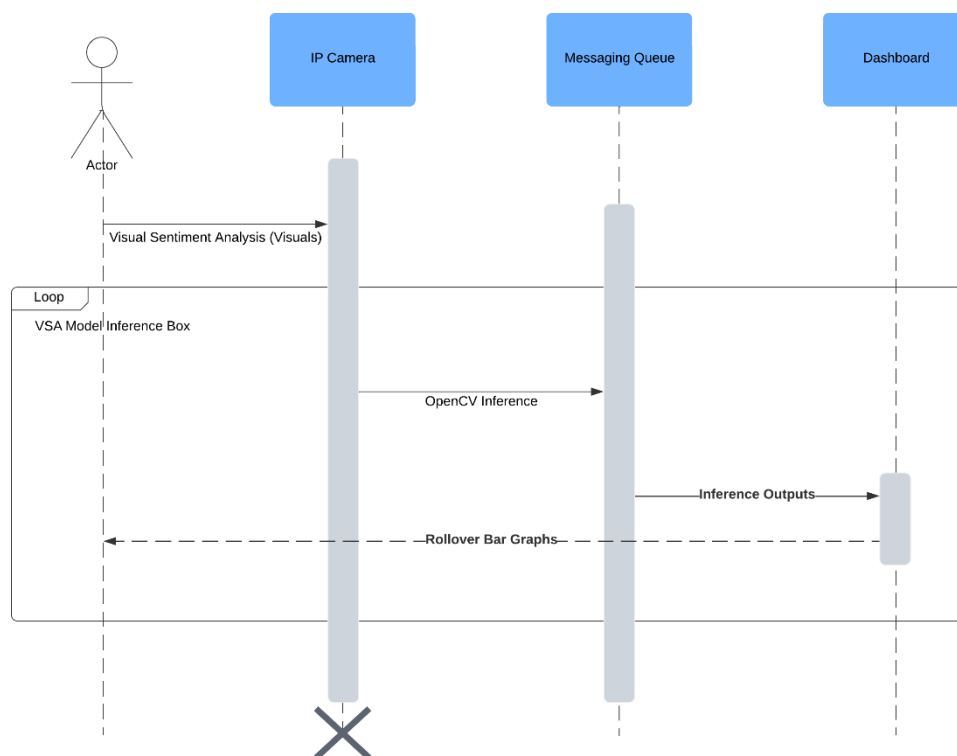 IP Camera
Messaging Queue
Dashboard
Actor
Visual Sentiment Analysis (Visuals)
Loop
VSA Model Inference Box
OpenCV Inference
Inference Outputs
Rollover Bar Graphs